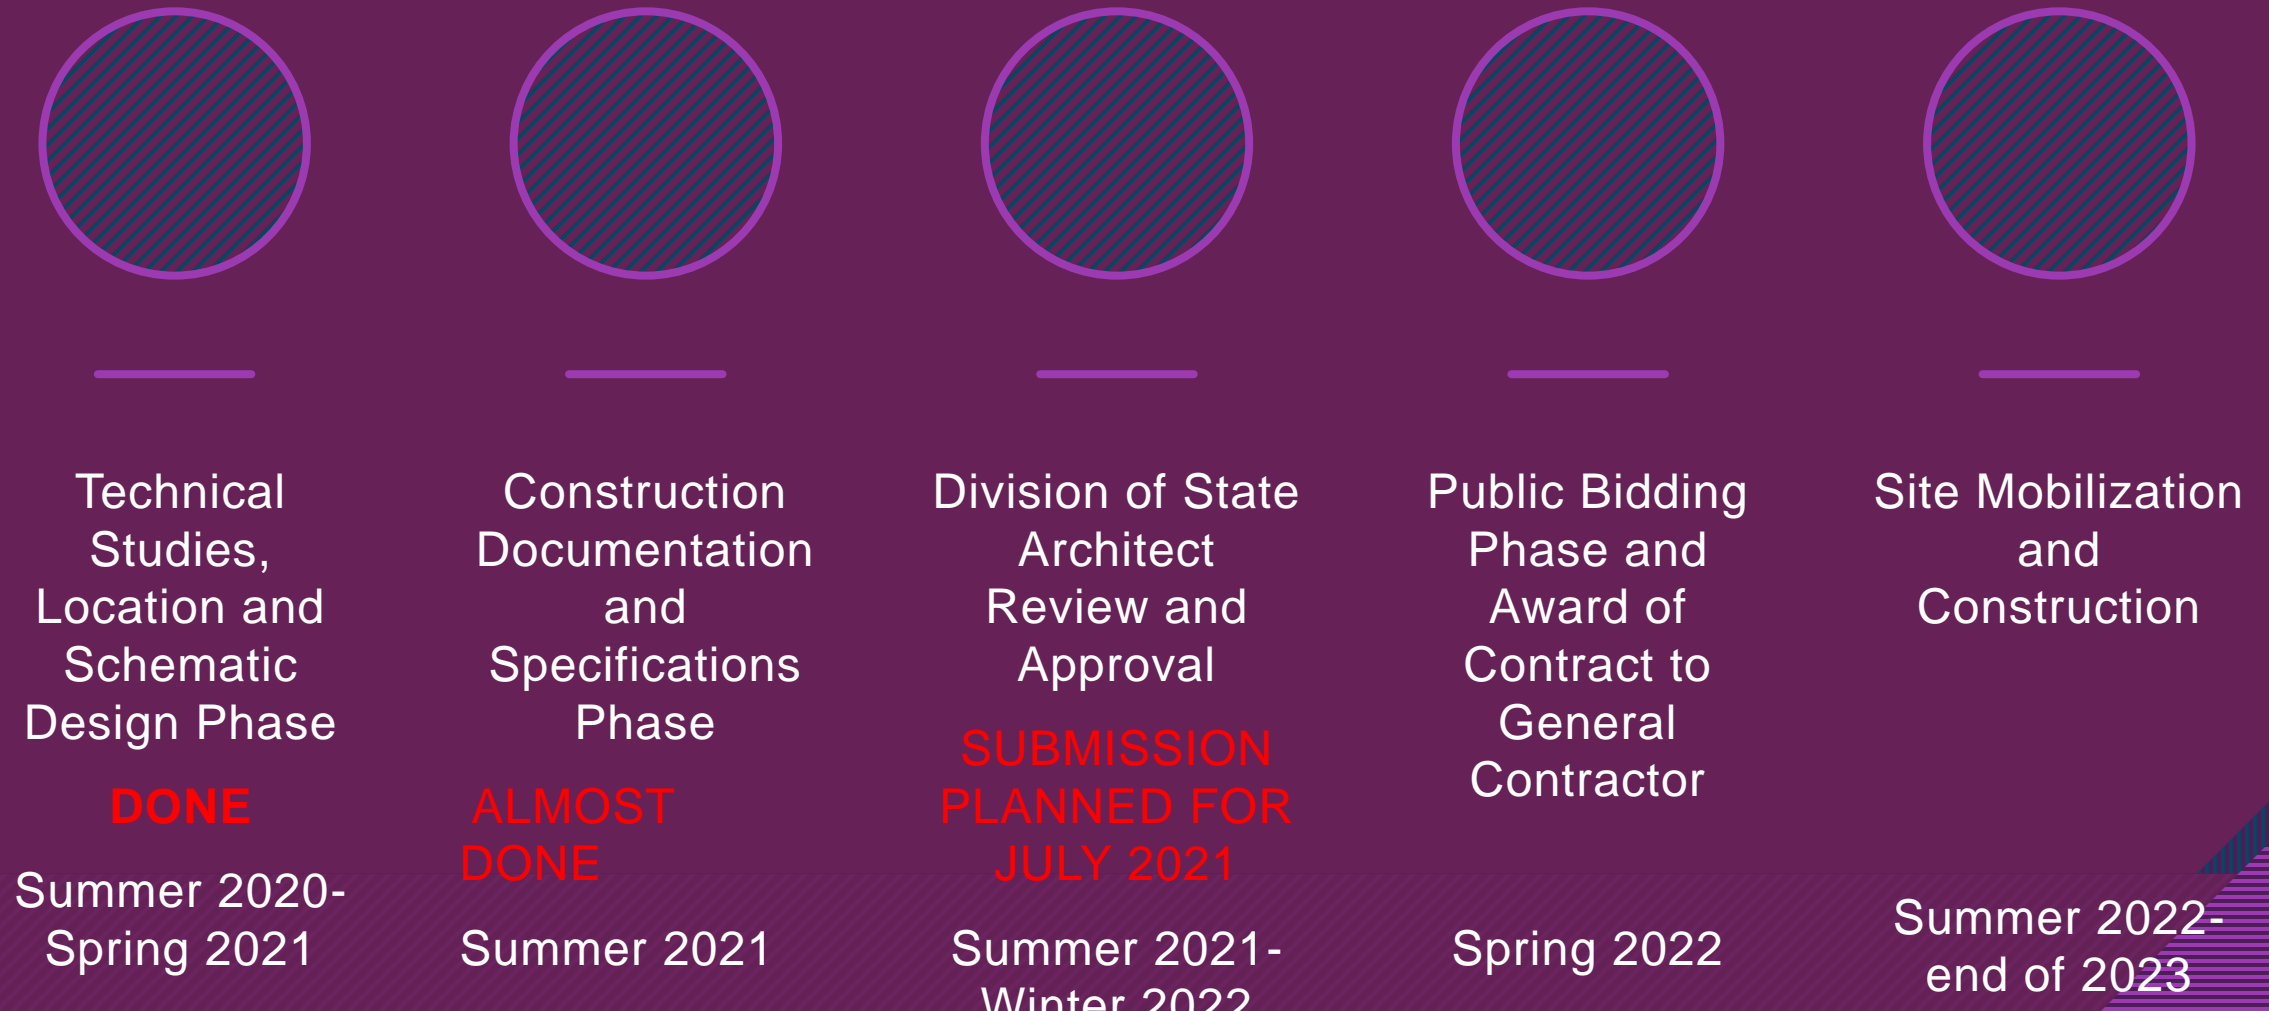 Technical
Studies,
Location and
Schematic
Design Phase
DONE
Summer 2020-
Spring 2021
Construction
Documentation
and
Specifications
Phase
ALMOST
DONE
Summer 2021
Division of State
Architect
Review and
Approval
SUBMISSION
PLANNED FOR
JULY 2021
Summer 2021-
Winter 2022
Public Bidding
Phase and
Award of
Contract to
General
Contractor
Spring 2022
Site Mobilization
and
Construction
Summer 2022-
end of 2023